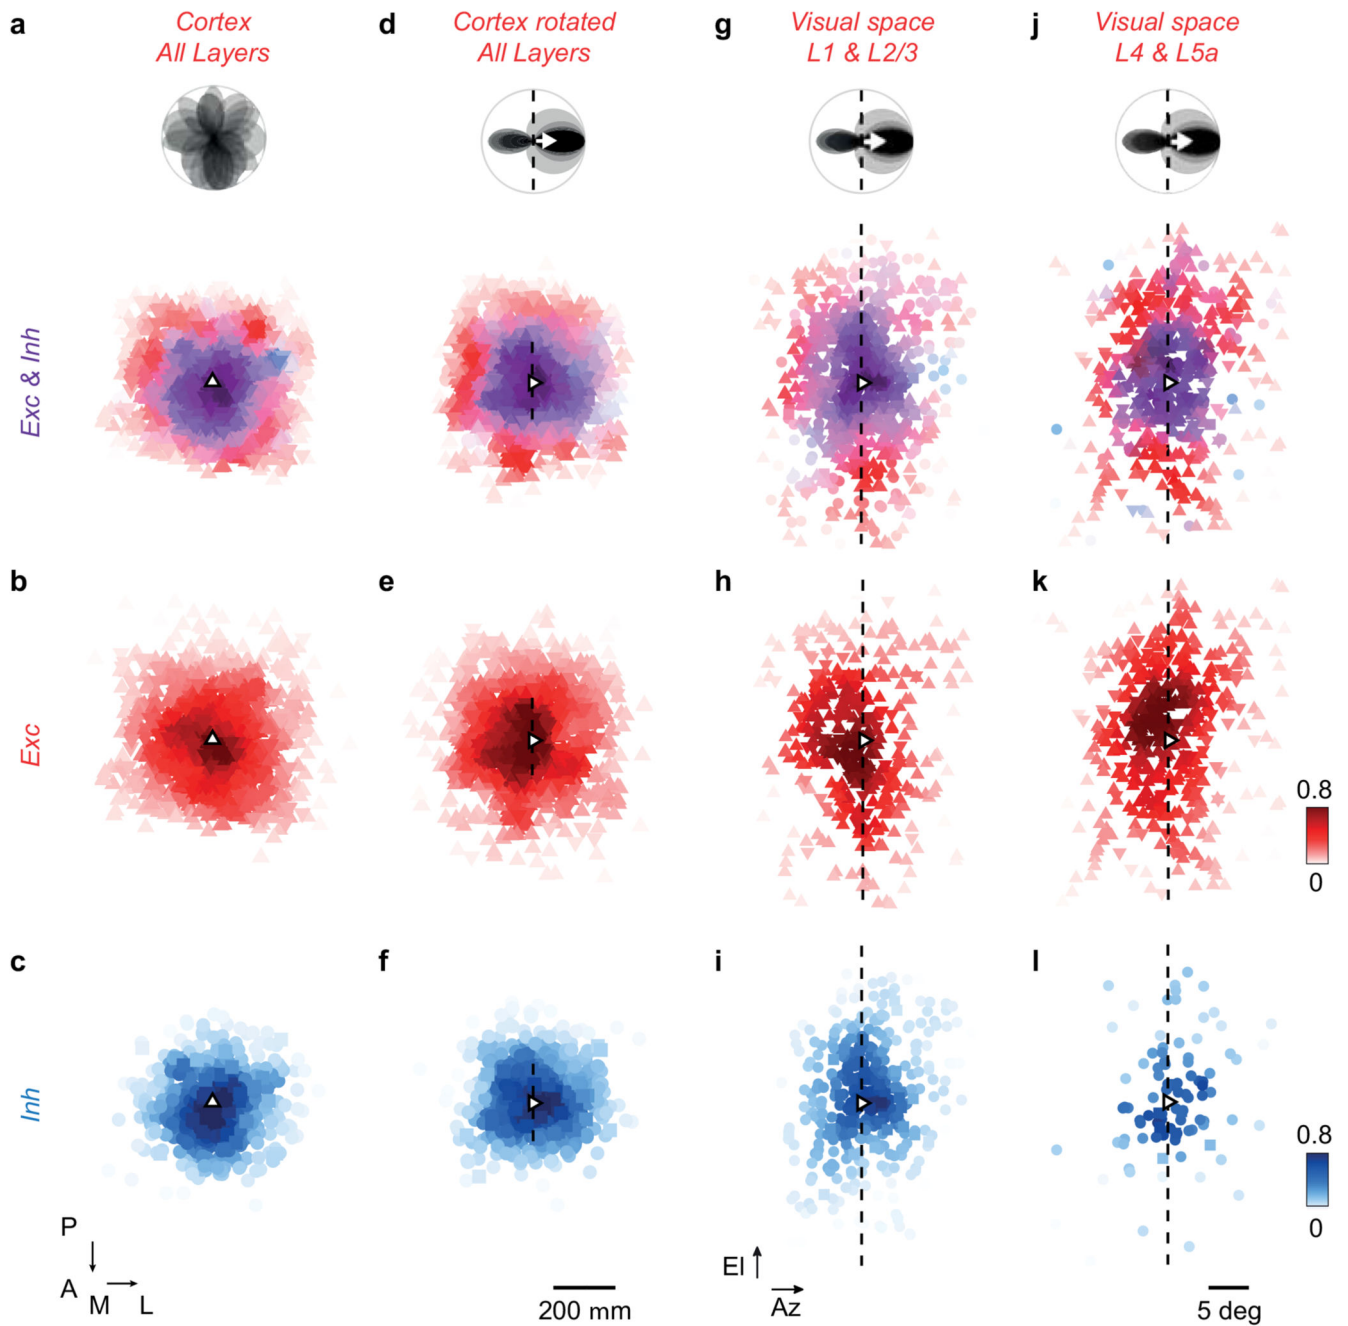 a
Cortex
All Layers
d
Cortex rotated
All Layers
g
Visual space
L1 & L2/3
j
Visual space
L4 & L5a
Exc & Inh
b
e
h
k
Exc
0.8
0
c
f
i
l
Inh
0.8
0
P
A
M
L
200 mm
El
Az
5 deg